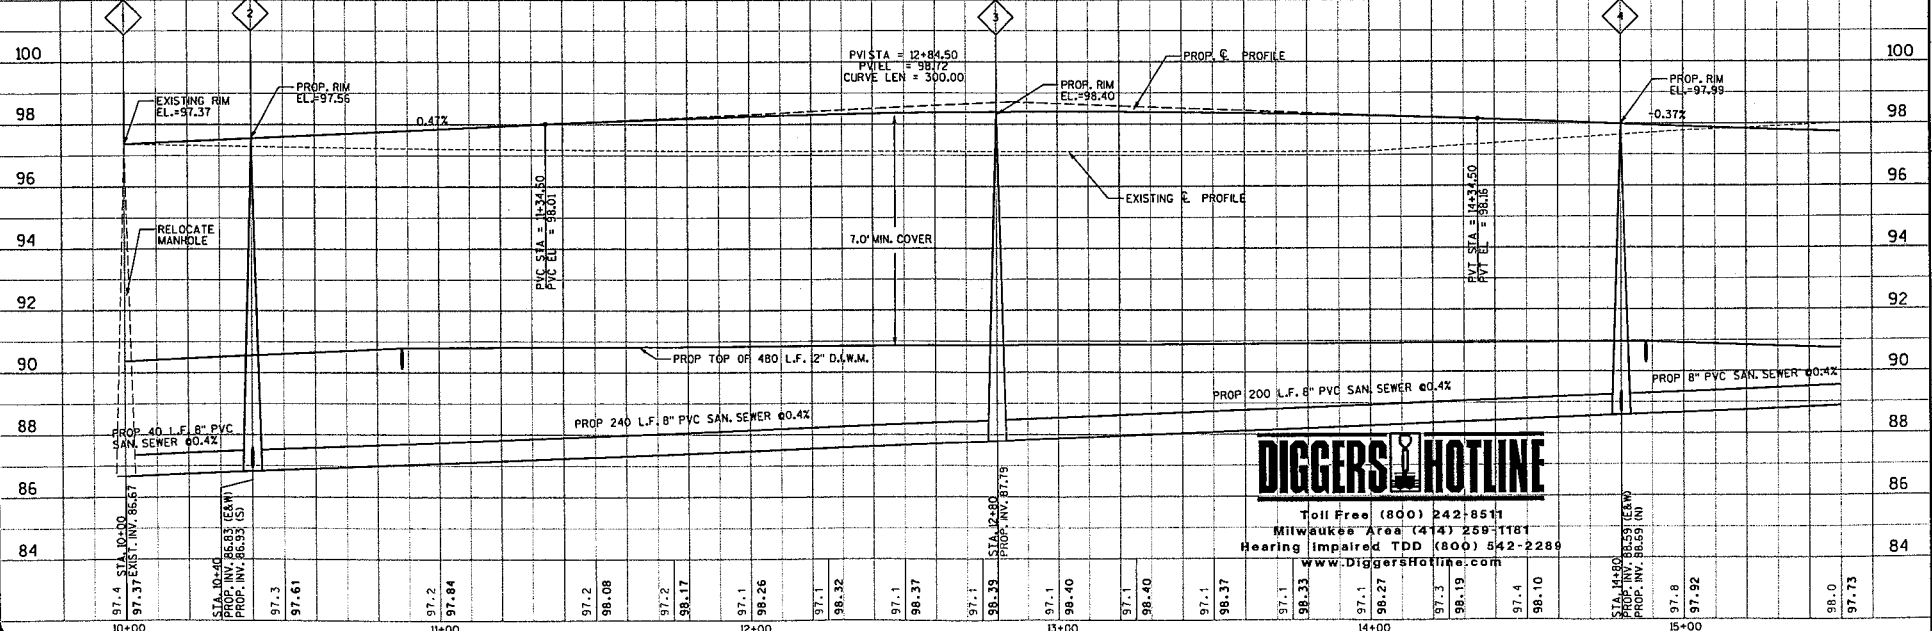 1
2
3
4
100
98
96
94
92
90
88
86
84
100
98
96
94
92
90
88
86
84
EXISTING RIM
EL.=97.37
PROP. RIM
EL.=97.56
0.47%
PVI STA = 12+84.50
PVI EL = 98.72
CURVE LEN = 300.00
PROP. RIM
EL.=98.40
PROP. ℄ PROFILE
PROP. RIM
EL.=97.99
-0.37%
RELOCATE
MANHOLE
PVC STA = 11+34.50
PVC EL = 98.01
7.0' MIN. COVER
EXISTING ℄ PROFILE
PVT STA = 14+34.50
PVT EL = 98.16
PROP TOP OF 480 L.F. 12" D.I.W.M.
PROP 40 L.F. 8" PVC
SAN. SEWER @0.4%
PROP 240 L.F. 8" PVC SAN. SEWER @0.4%
PROP 200 L.F. 8" PVC SAN. SEWER @0.4%
PROP 8" PVC SAN. SEWER @0.4%
STA. 10+00
EXIST. INV. 86.67
STA. 10+40
PROP. INV. 86.83 (E&W)
PROP. INV. 86.93 (S)
STA. 12+80
PROP. INV. 87.79
STA. 14+80
PROP. INV. 88.59 (E&W)
PROP. INV. 88.69 (N)
DIGGERS HOTLINE
Toll Free (800) 242-8511
Milwaukee Area (414) 259-1181
Hearing Impaired TDD (800) 542-2289
www.DiggersHotline.com
97.4
97.37
97.3
97.61
97.2
97.84
97.2
98.08
97.2
98.17
97.1
98.26
97.1
98.32
97.1
98.37
97.1
98.39
97.1
98.40
97.1
98.40
97.1
98.37
97.1
98.33
97.1
98.27
97.3
98.19
97.4
98.10
97.8
97.92
98.0
97.73
10+00
11+00
12+00
13+00
14+00
15+00